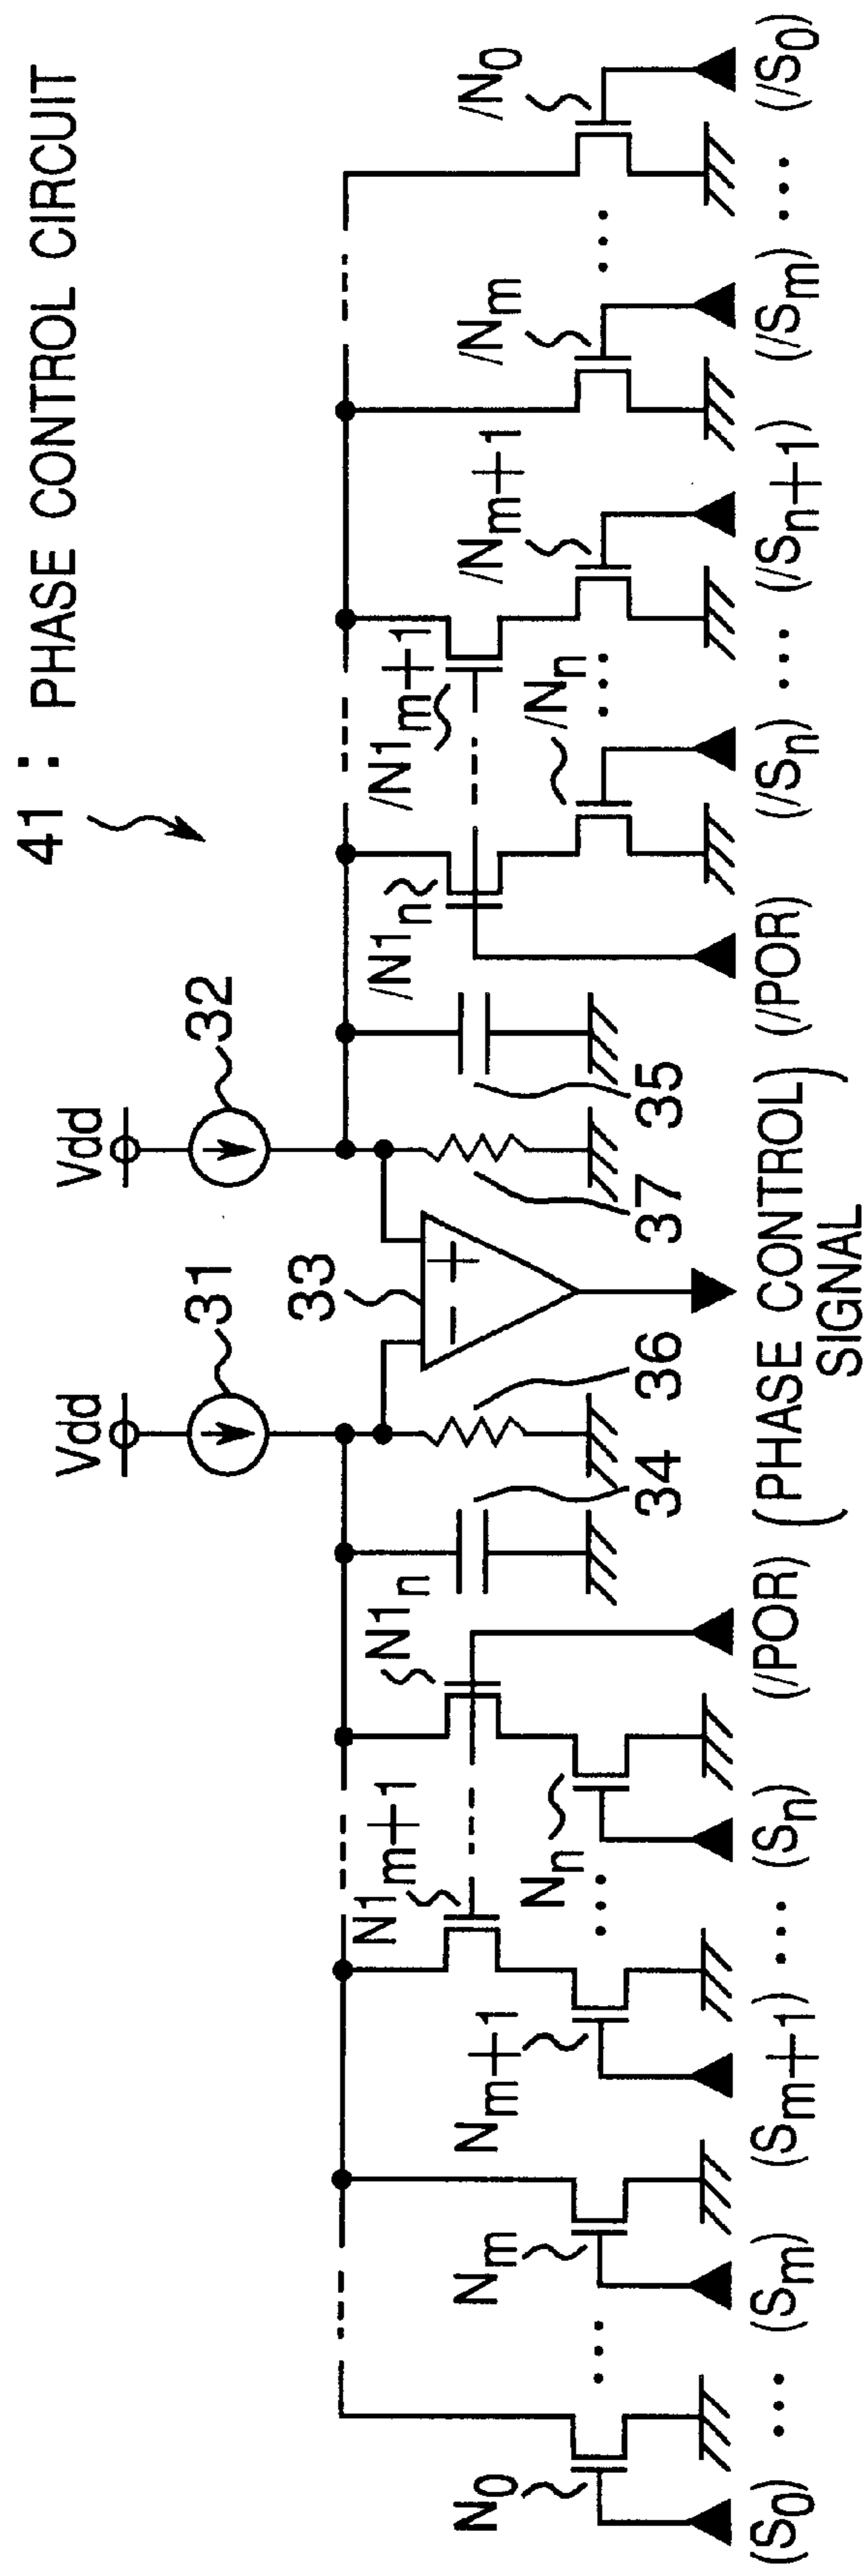 41 : PHASE CONTROL CIRCUIT
Vdd
Vdd
31
32
33
N1m+1
N1n
/N1n
/N1m+1
N0
Nm
Nm+1
Nn
34
36
37
35
/Nn
/Nm+1
/Nm
/N0
(S0)
...
(Sm)
(Sm+1)
...
(Sn)
(/POR)
(PHASE CONTROL
SIGNAL)
(/POR)
(/Sn)
...
(/Sn+1)
(/Sm)
...
(/S0)